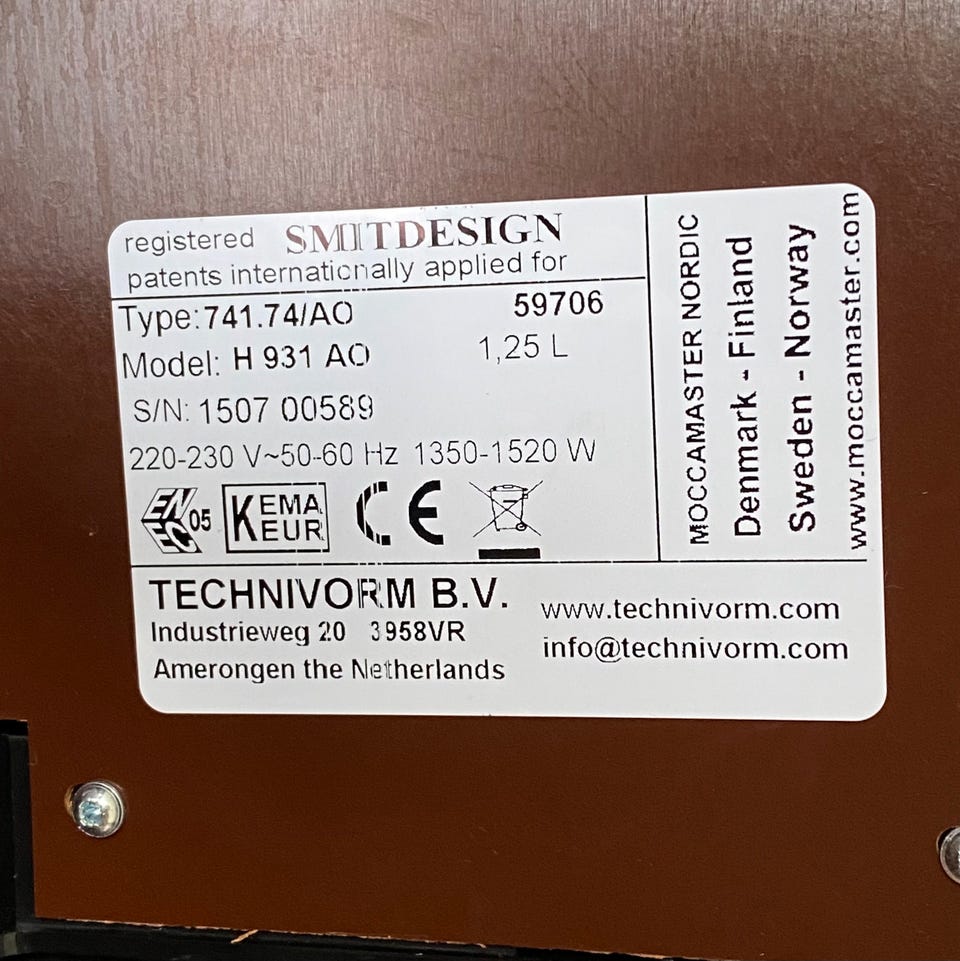 registered SMITDESIGN
patents internationally applied for
Type: 741.74/AO 59706
Model: H 931 AO 1,25 L
S/N: 1507 00589
220-230 V~50-60 Hz 1350-1520 W
ENEC 05 KEMA KEUR CE
TECHNIVORM B.V.
Industrieweg 20 3958VR
Amerongen the Netherlands
www.technivorm.com
info@technivorm.com
MOCCAMASTER NORDIC
Denmark - Finland
Sweden - Norway
www.moccamaster.com